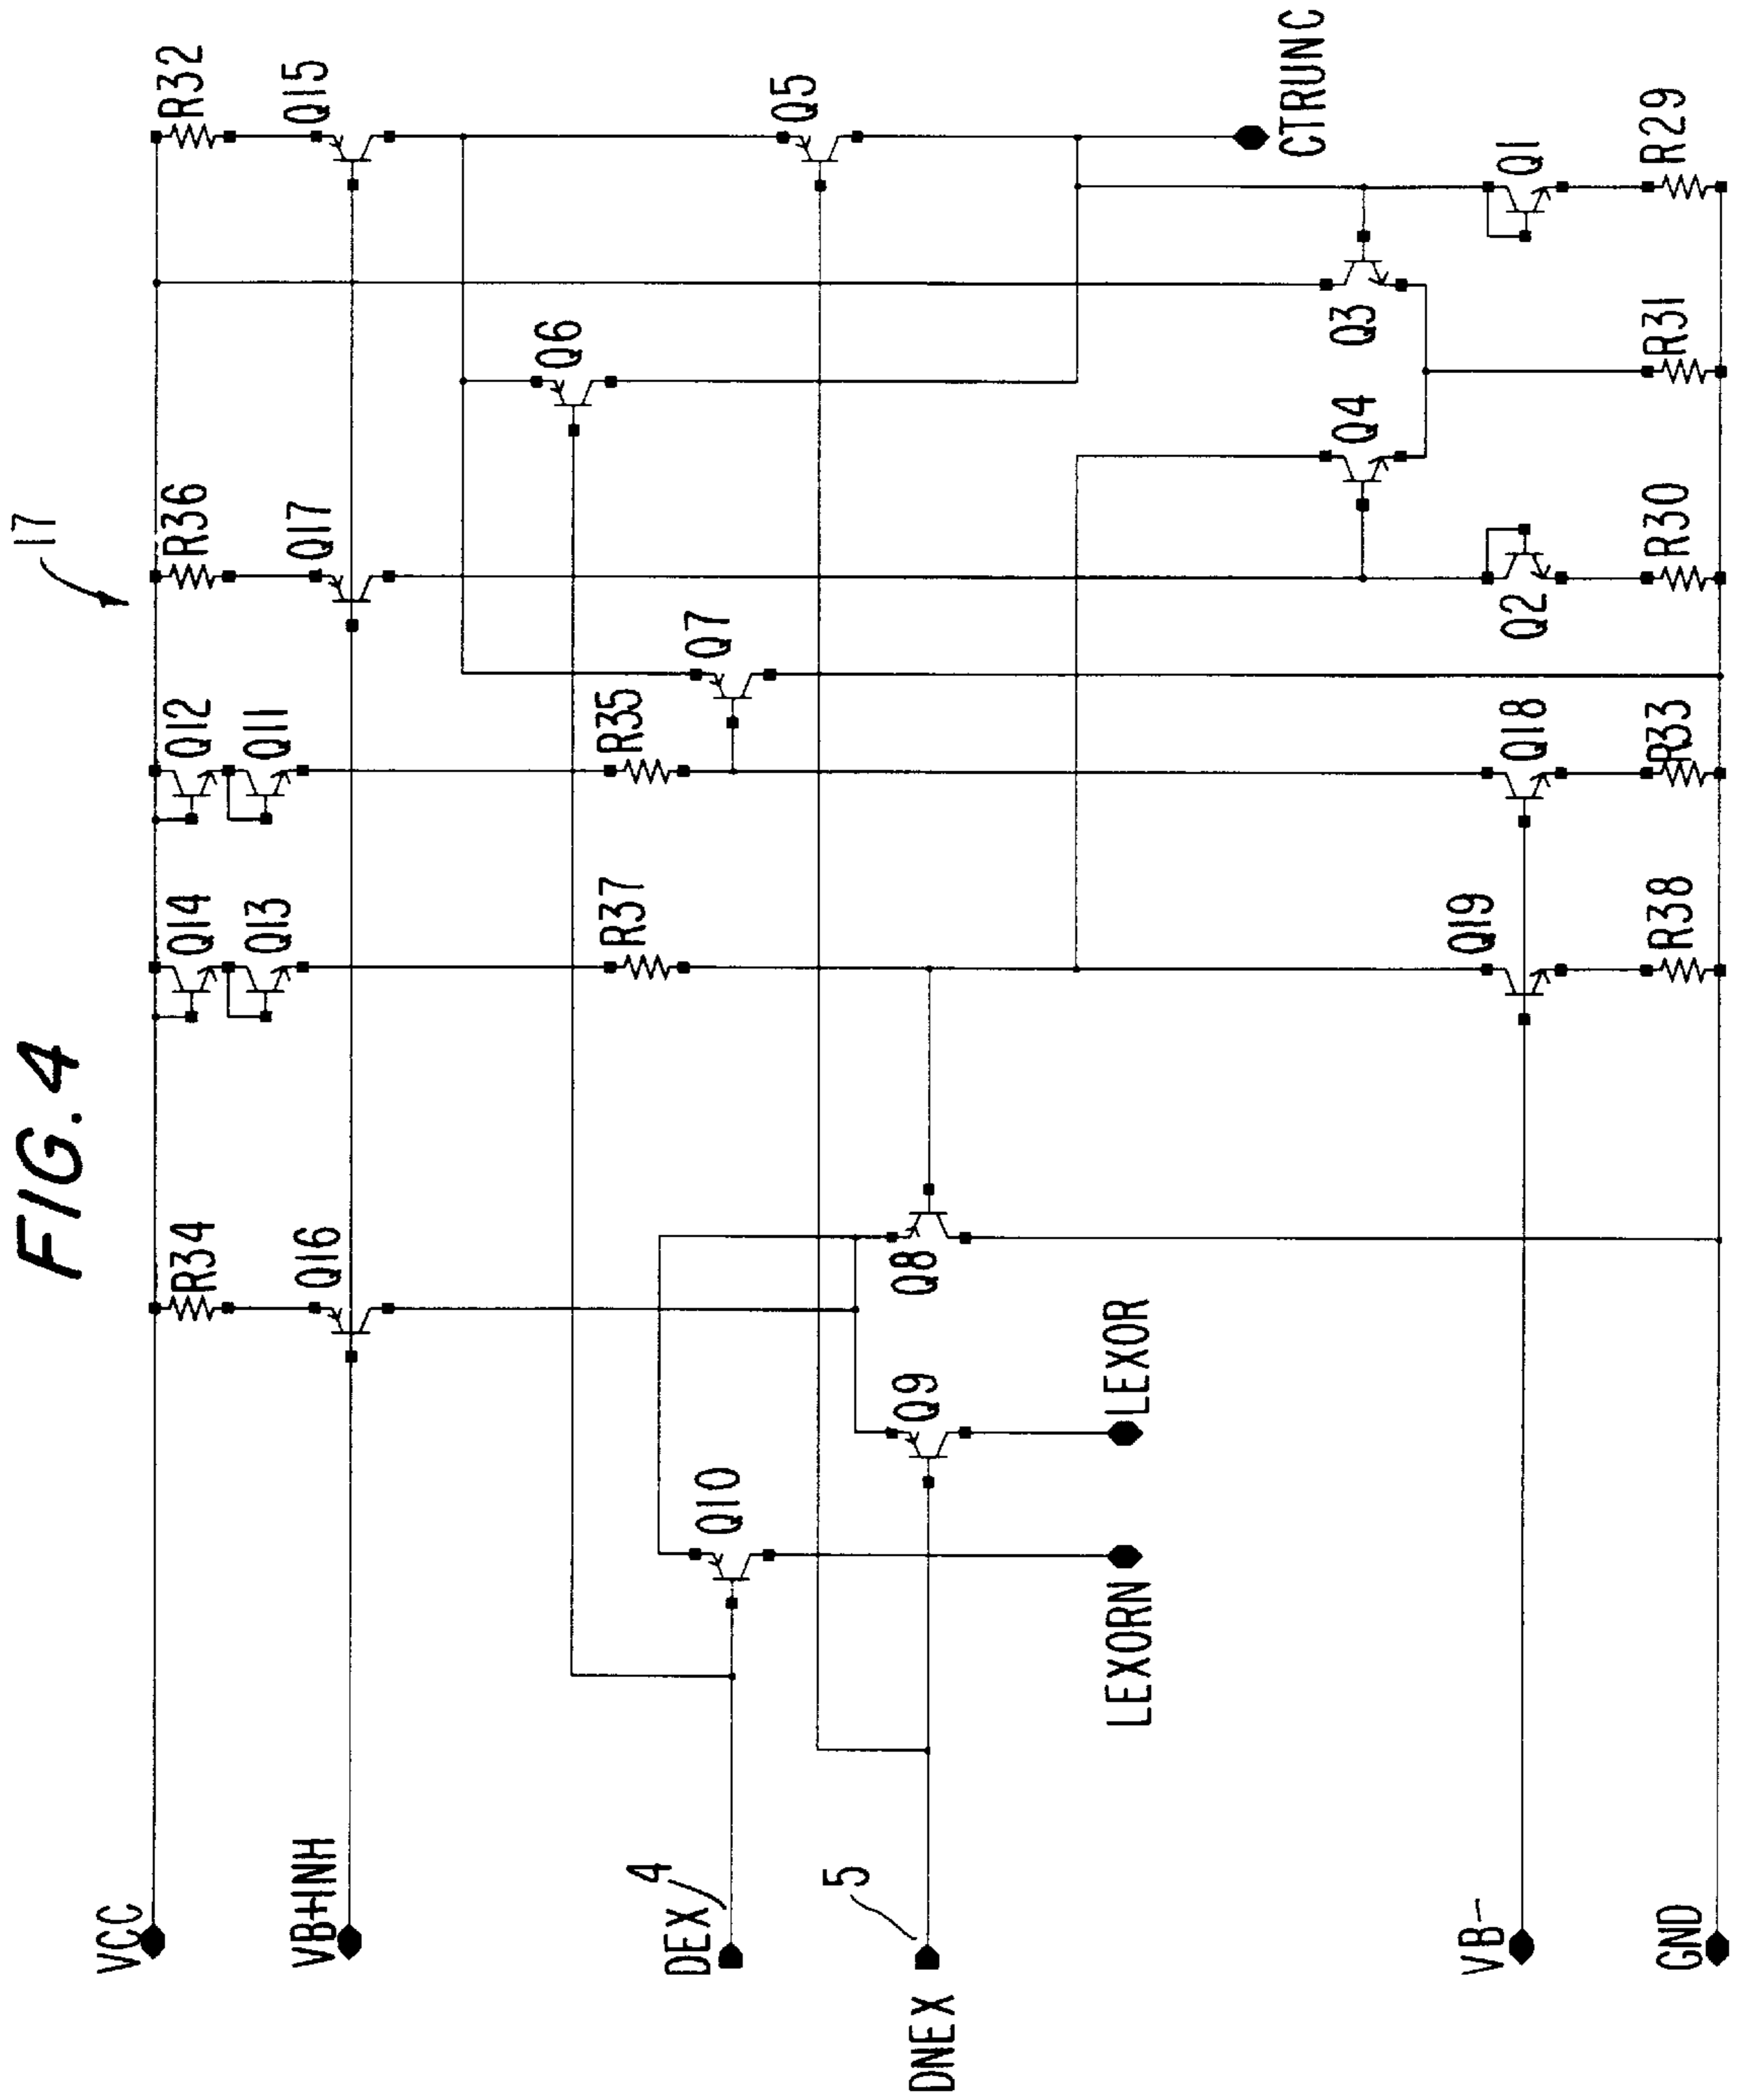 FIG. 4
17
VCC
R34
Q14
Q12
R36
R32
Q13
Q11
VB+INH
Q16
Q17
Q15
Q6
DEX
4
Q10
R37
R35
Q7
Q5
DNEX
5
Q9
Q8
LEXORN
LEXOR
CTRUNC
Q4
Q3
VB-
Q19
Q18
Q2
Q1
GND
R38
R33
R30
R31
R29